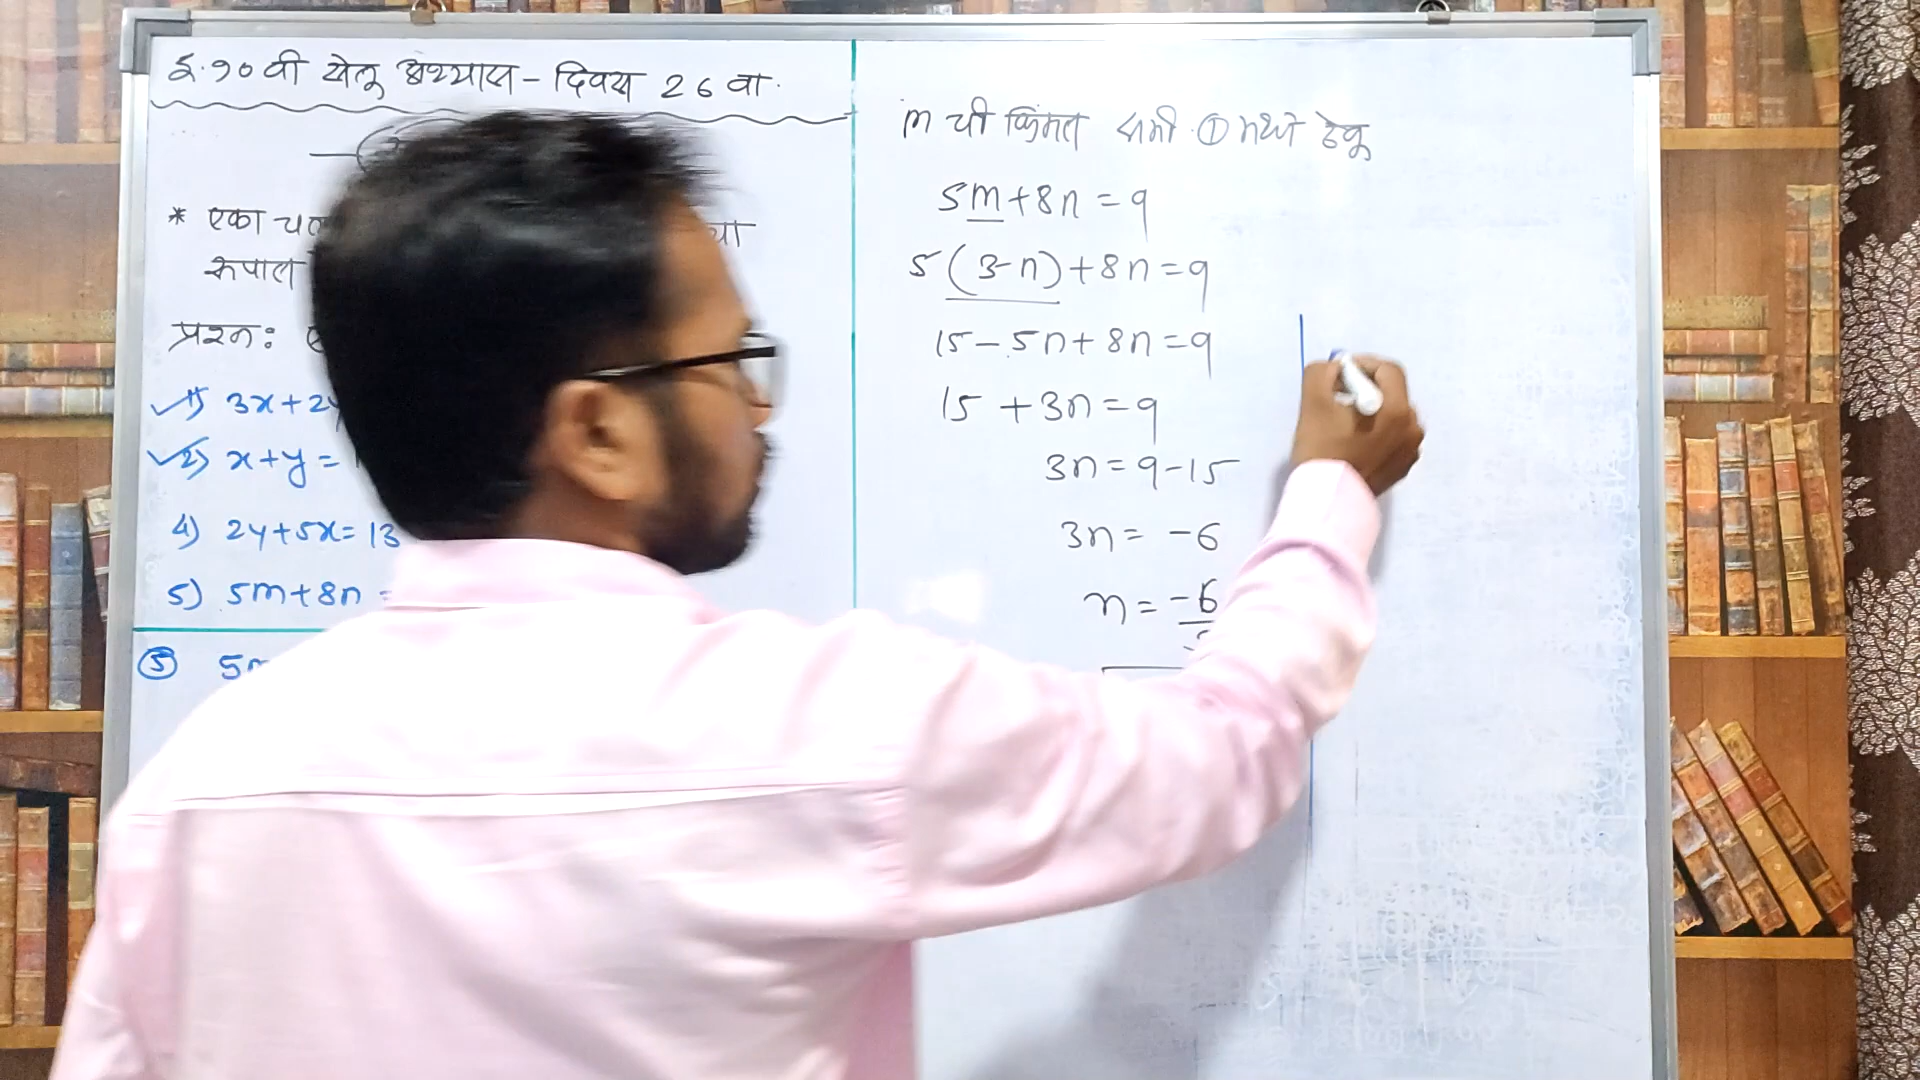 इ.१० वी सेतू अभ्यास - दिवस 26 वा.
* एका चल
रूपात
प्रश्न:
1) 3x+2y
2) x+y=
4) 2y+5x=13
5) 5m+8n =
⑤ 5m
m ची किंमत समी.① मध्ये ठेवू
5m+8n=9
5(3-n)+8n=9
15-5n+8n=9
15+3n=9
3n=9-15
3n=-6
n=-6